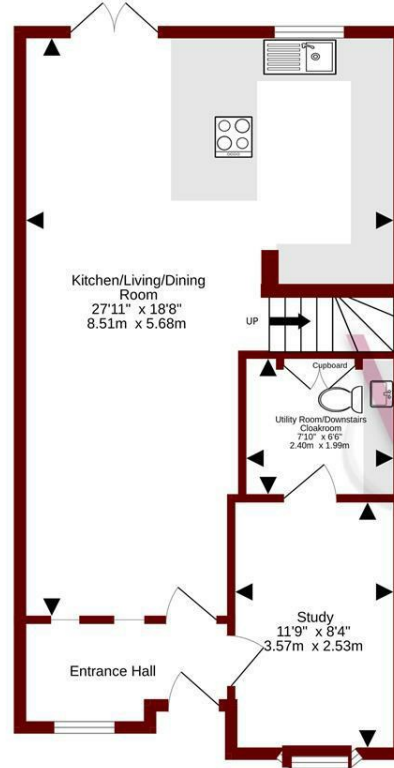 Kitchen/Living/Dining
Room
27'11" x 18'8"
8.51m x 5.68m
UP
Cupboard
Utility Room/Downstairs
Cloakroom
7'10" x 6'6"
2.40m x 1.99m
Study
11'9" x 8'4"
3.57m x 2.53m
Entrance Hall